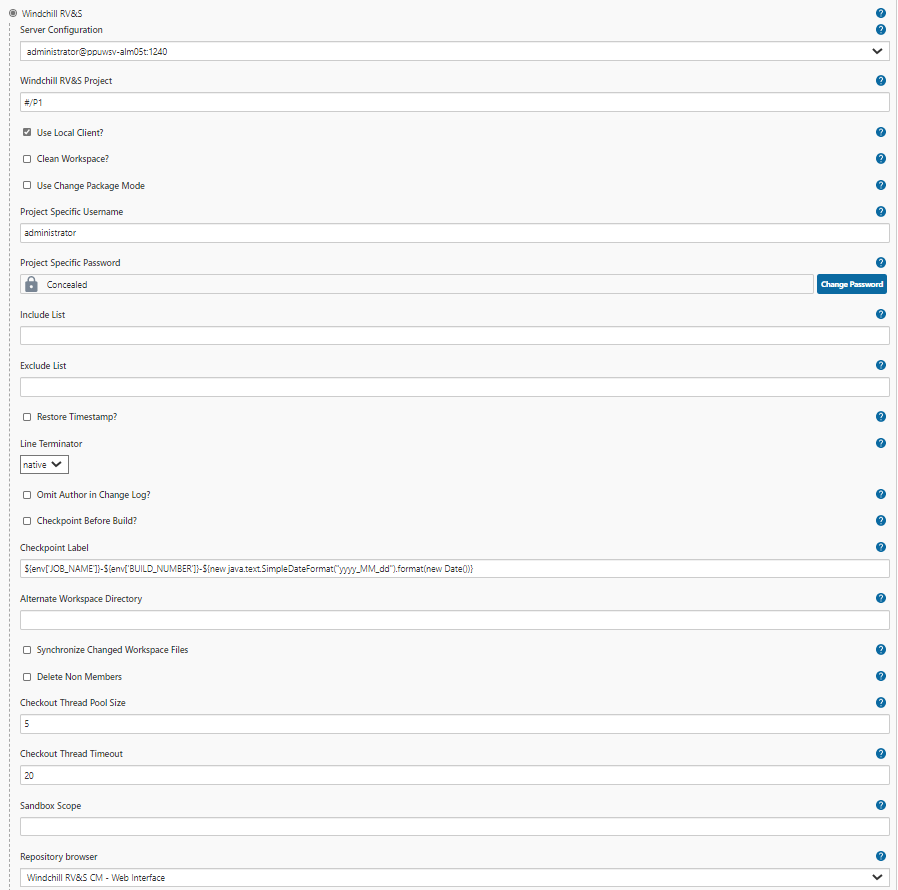 Windchill RV&S
Server Configuration
administrator@ppuwsv-alm05t:1240
Windchill RV&S Project
#/P1
Use Local Client?
Clean Workspace?
Use Change Package Mode
Project Specific Username
administrator
Project Specific Password
Concealed
Change Password
Include List
Exclude List
Restore Timestamp?
Line Terminator
native
Omit Author in Change Log?
Checkpoint Before Build?
Checkpoint Label
${env['JOB_NAME']}-${env['BUILD_NUMBER']}-${new java.text.SimpleDateFormat("yyyy_MM_dd").format(new Date())}
Alternate Workspace Directory
Synchronize Changed Workspace Files
Delete Non Members
Checkout Thread Pool Size
5
Checkout Thread Timeout
20
Sandbox Scope
Repository browser
Windchill RV&S CM - Web Interface